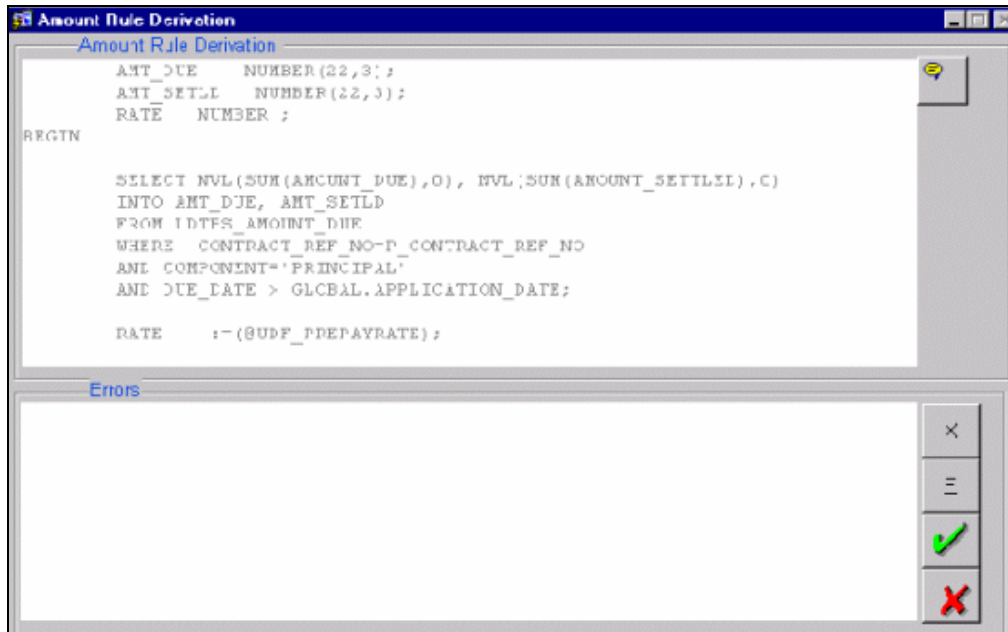 Amount Rule Derivation
Amount Rule Derivation
AMT_DUE NUMBER(22,3);
AMT_SETLD NUMBER(22,3);
RATE NUMBER ;
BEGIN
SELECT NVL(SUM(AMOUNT_DUE),0), NVL(SUM(AMOUNT_SETTLED),0)
INTO AMT_DUE, AMT_SETLD
FROM LDTBS_AMOUNT_DUE
WHERE CONTRACT_REF_NO=P_CONTRACT_REF_NO
AND COMPONENT='PRINCIPAL'
AND DUE_DATE > GLOBAL.APPLICATION_DATE;
RATE :=(@UDF_PREPAYRATE);
Errors